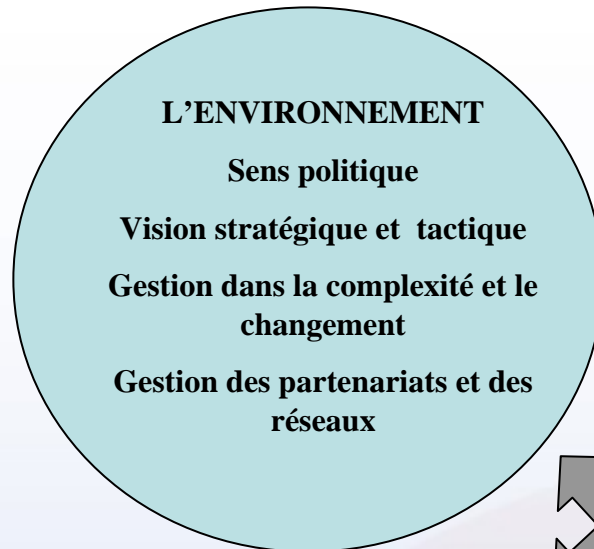 L’ENVIRONNEMENT
Sens politique
Vision stratégique et tactique
Gestion dans la complexité et le
changement
Gestion des partenariats et des
réseaux